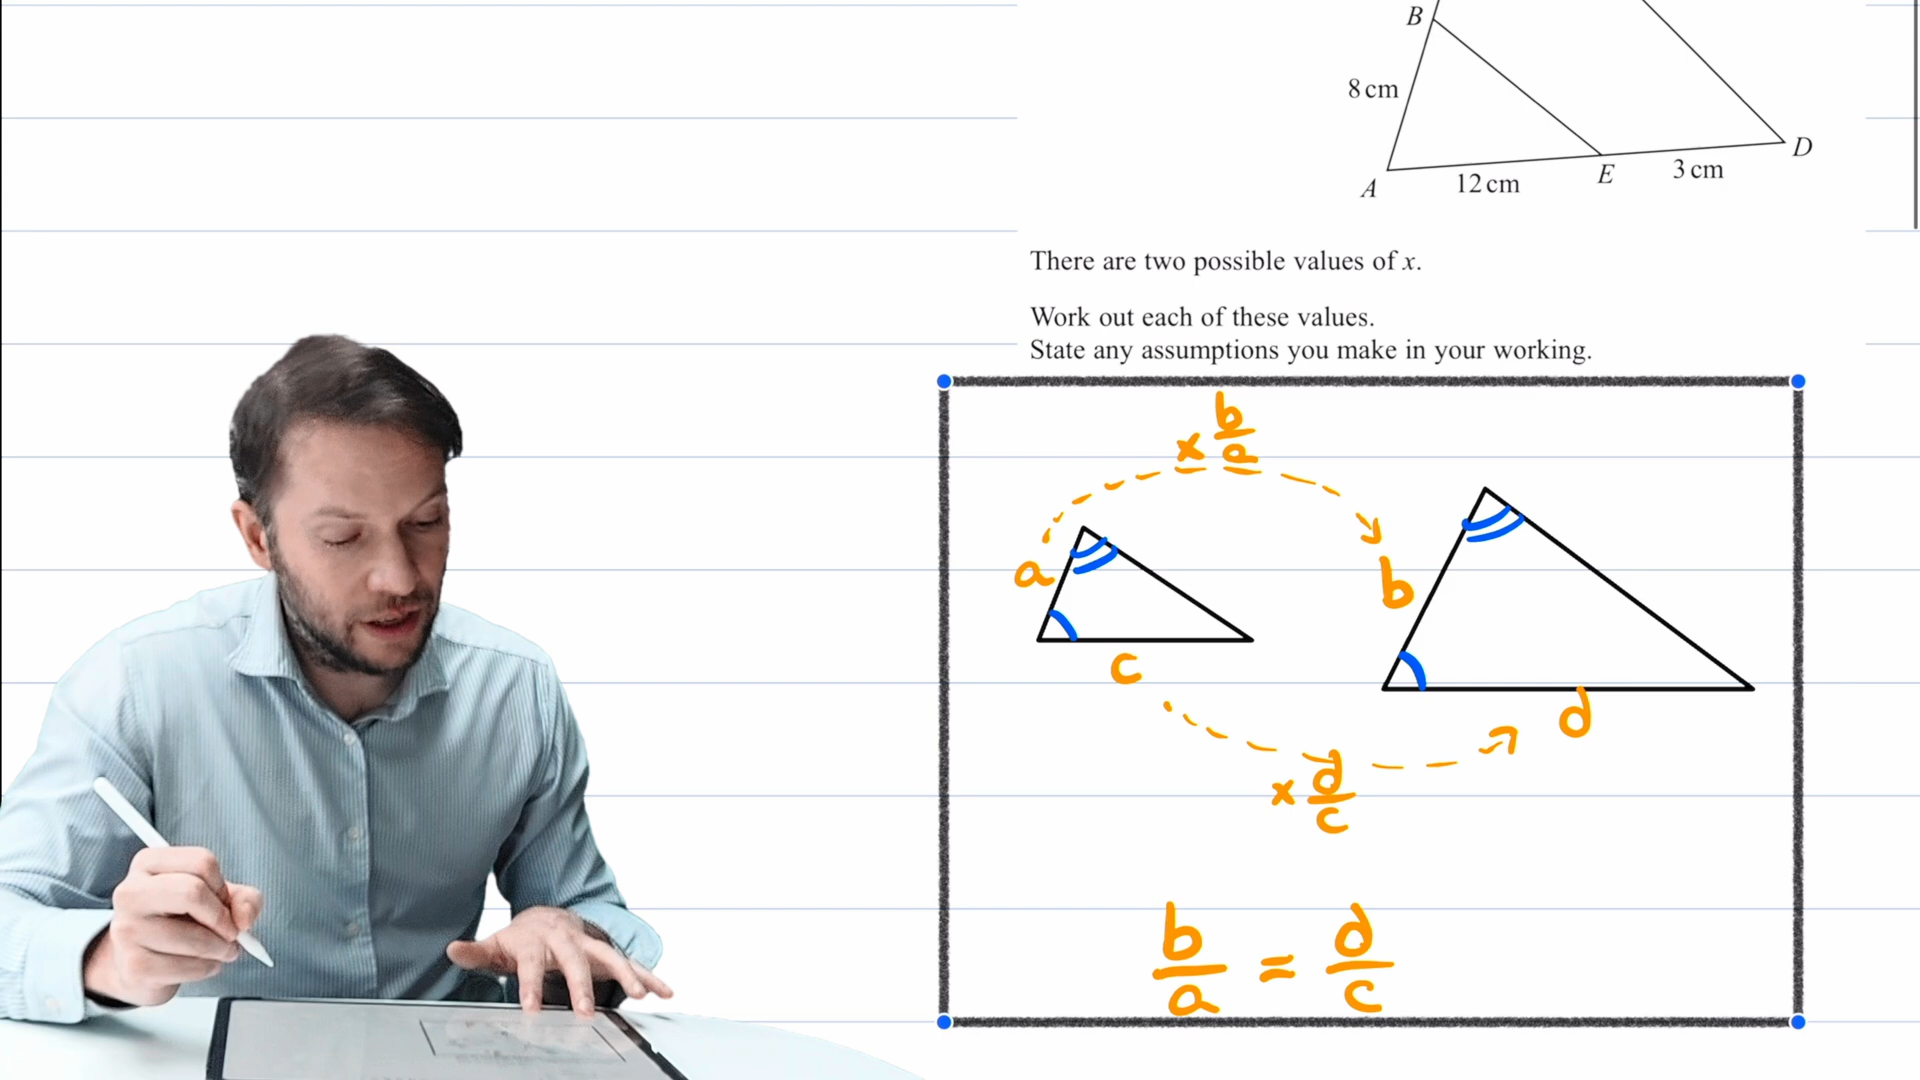 B
8 cm
D
3 cm
E
12 cm
A
There are two possible values of x.
Work out each of these values.
State any assumptions you make in your working.
× b/a
a
b
c
d
× d/c
b/a = d/c